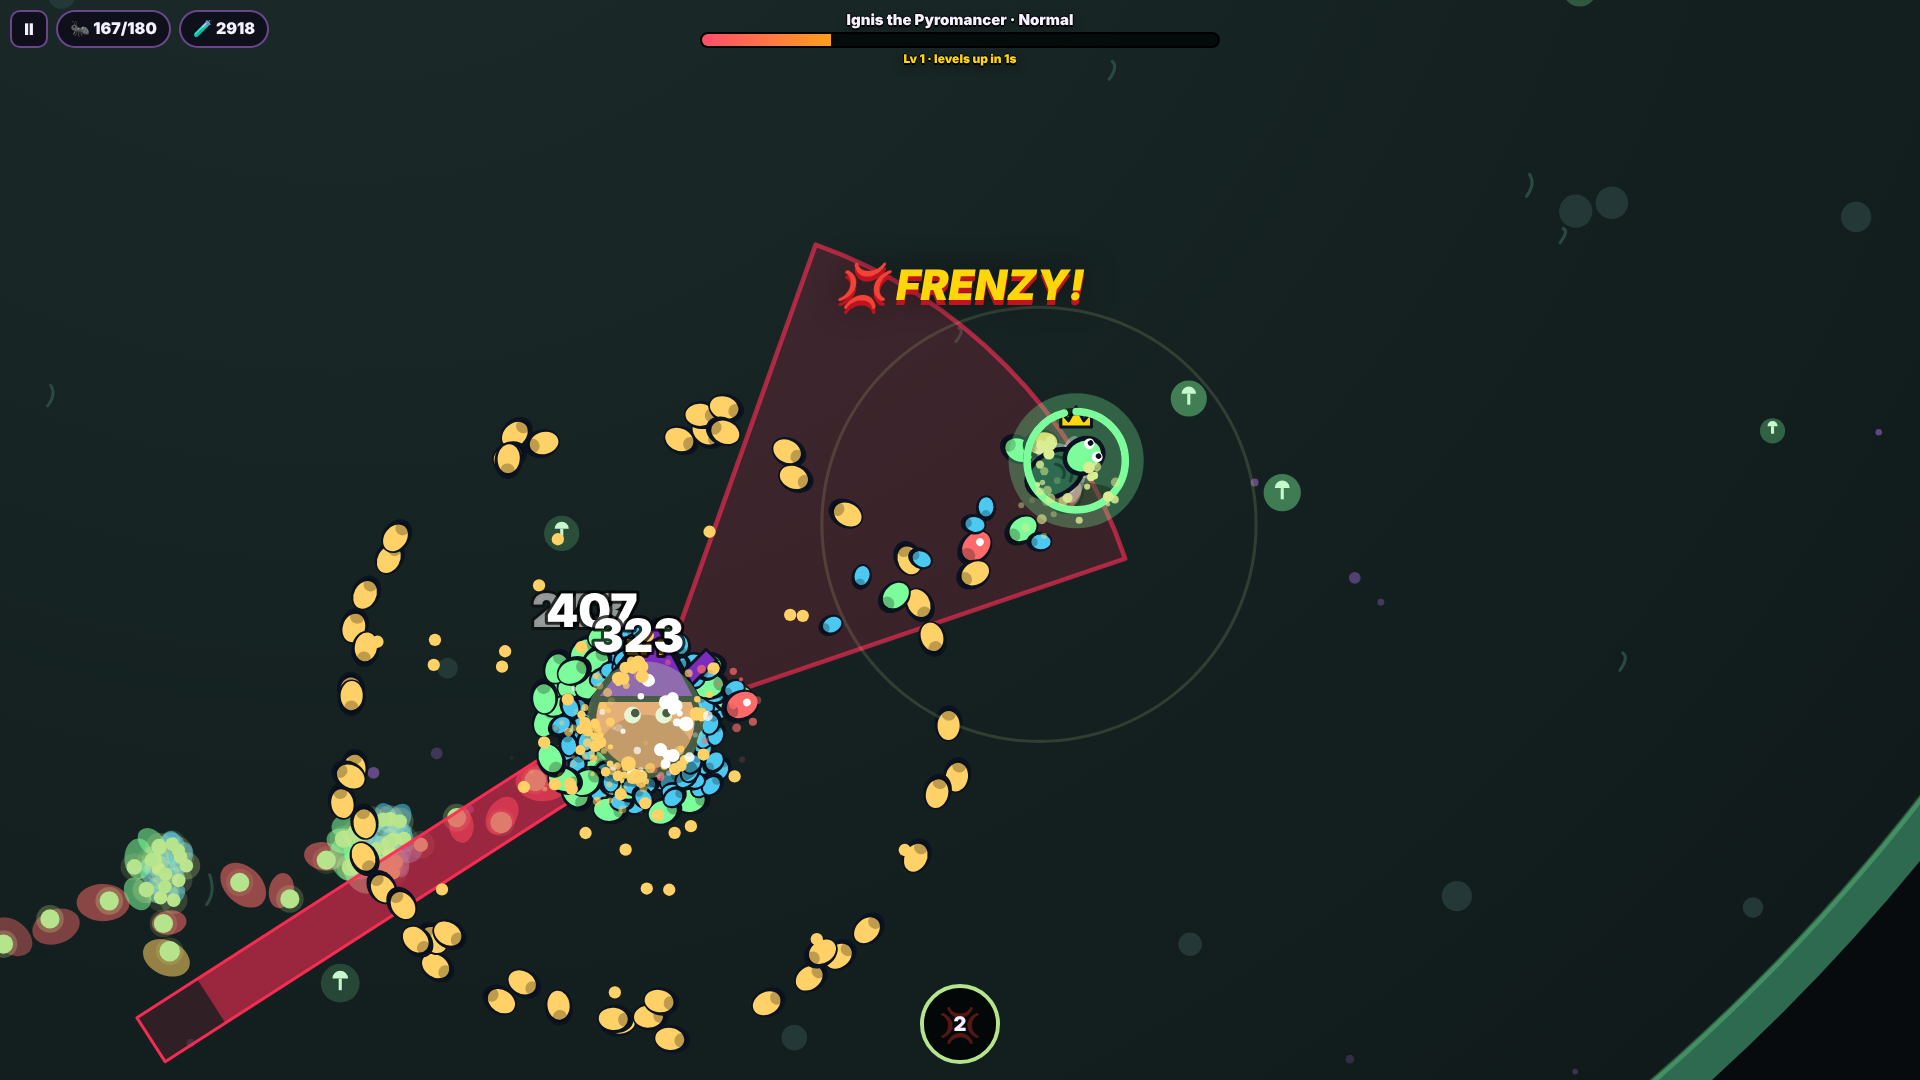 167/180
2918
Ignis the Pyromancer · Normal
Lv 1 · levels up in 1s
FRENZY!
407
323
2